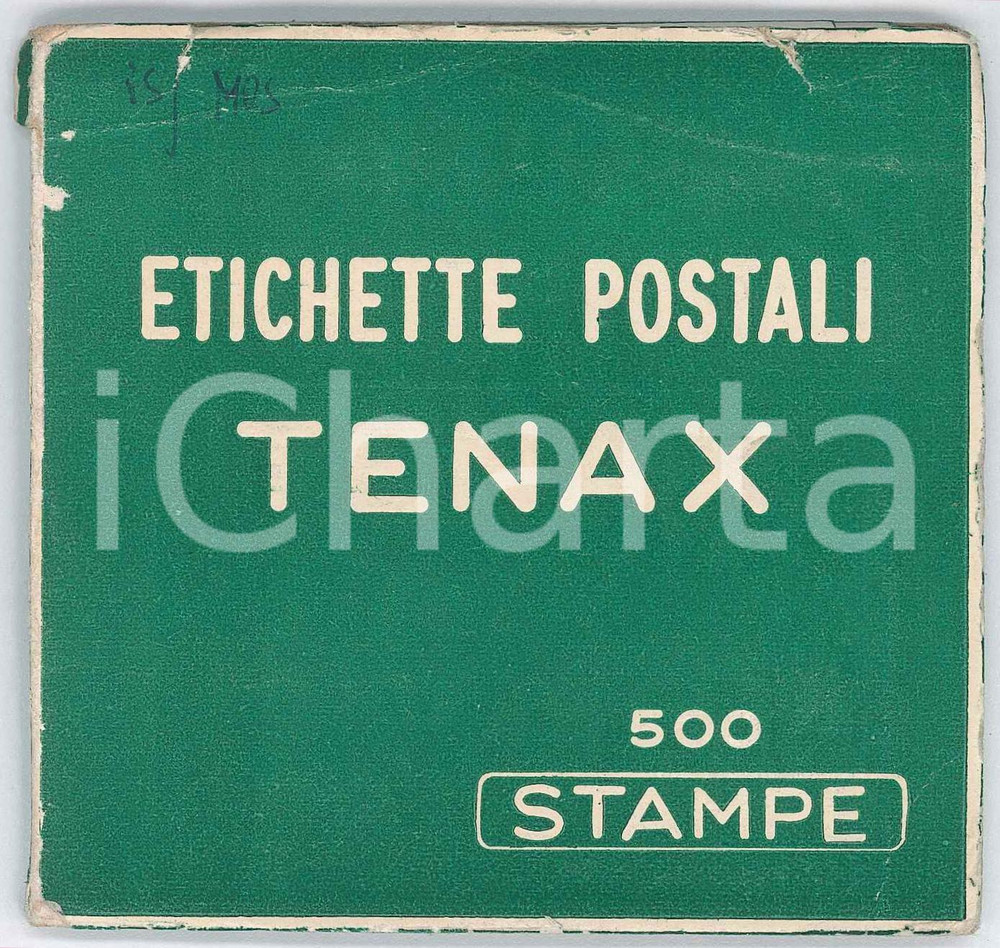 ETICHETTE POSTALI
iCharta
TENAX
500
STAMPE